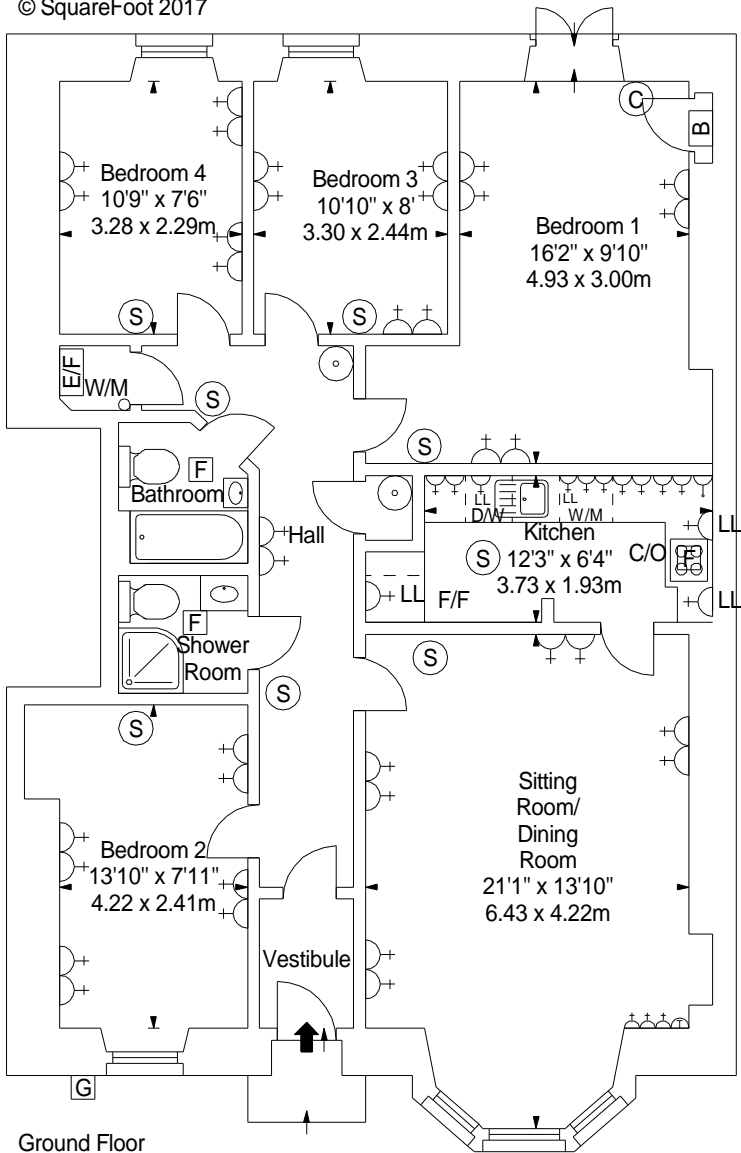 © SquareFoot 2017
C
B
Bedroom 4
10'9" x 7'6"
3.28 x 2.29m
Bedroom 3
10'10" x 8'
3.30 x 2.44m
Bedroom 1
16'2" x 9'10"
4.93 x 3.00m
S
S
E/F
W/M
S
S
F
Bathroom
Hall
LL
D/W
LL
W/M
Kitchen
12'3" x 6'4"
3.73 x 1.93m
S
C/O
F
LL
LL
LL
F/F
F
Shower
Room
S
S
S
Sitting
Room/
Dining
Room
21'1" x 13'10"
6.43 x 4.22m
Bedroom 2
13'10" x 7'11"
4.22 x 2.41m
Vestibule
T
G
Ground Floor